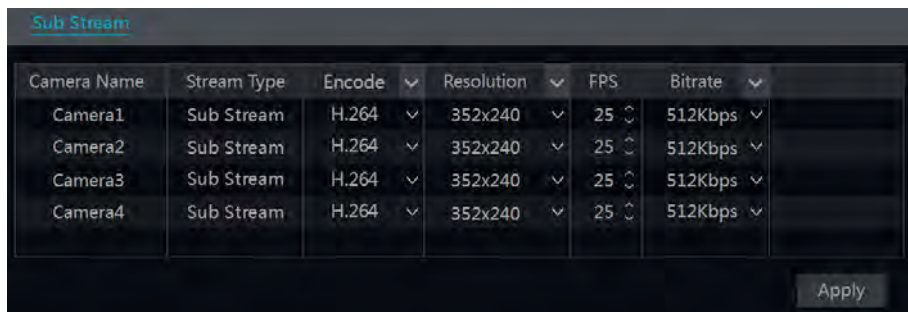 Sub Stream
Camera Name Stream Type Encode Resolution FPS Bitrate
Camera1 Sub Stream H.264 352x240 25 512Kbps
Camera2 Sub Stream H.264 352x240 25 512Kbps
Camera3 Sub Stream H.264 352x240 25 512Kbps
Camera4 Sub Stream H.264 352x240 25 512Kbps
Apply